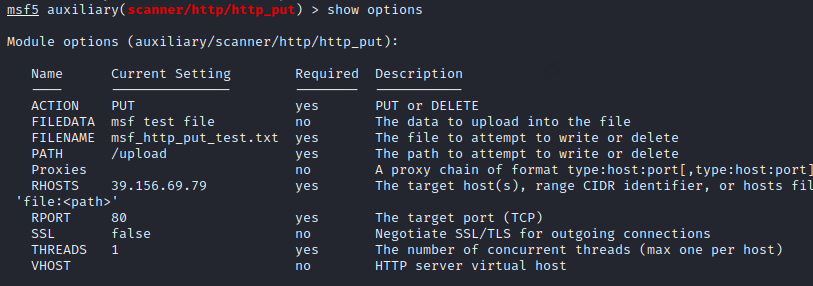 msf5 auxiliary(scanner/http/http_put) > show options
Module options (auxiliary/scanner/http/http_put):
Name Current Setting Required Description
---- --------------- -------- -----------
ACTION PUT yes PUT or DELETE
FILEDATA msf test file no The data to upload into the file
FILENAME msf_http_put_test.txt yes The file to attempt to write or delete
PATH /upload yes The path to attempt to write or delete
Proxies no A proxy chain of format type:host:port[,type:host:port]
RHOSTS 39.156.69.79 yes The target host(s), range CIDR identifier, or hosts fil
'file:<path>'
RPORT 80 yes The target port (TCP)
SSL false no Negotiate SSL/TLS for outgoing connections
THREADS 1 yes The number of concurrent threads (max one per host)
VHOST no HTTP server virtual host